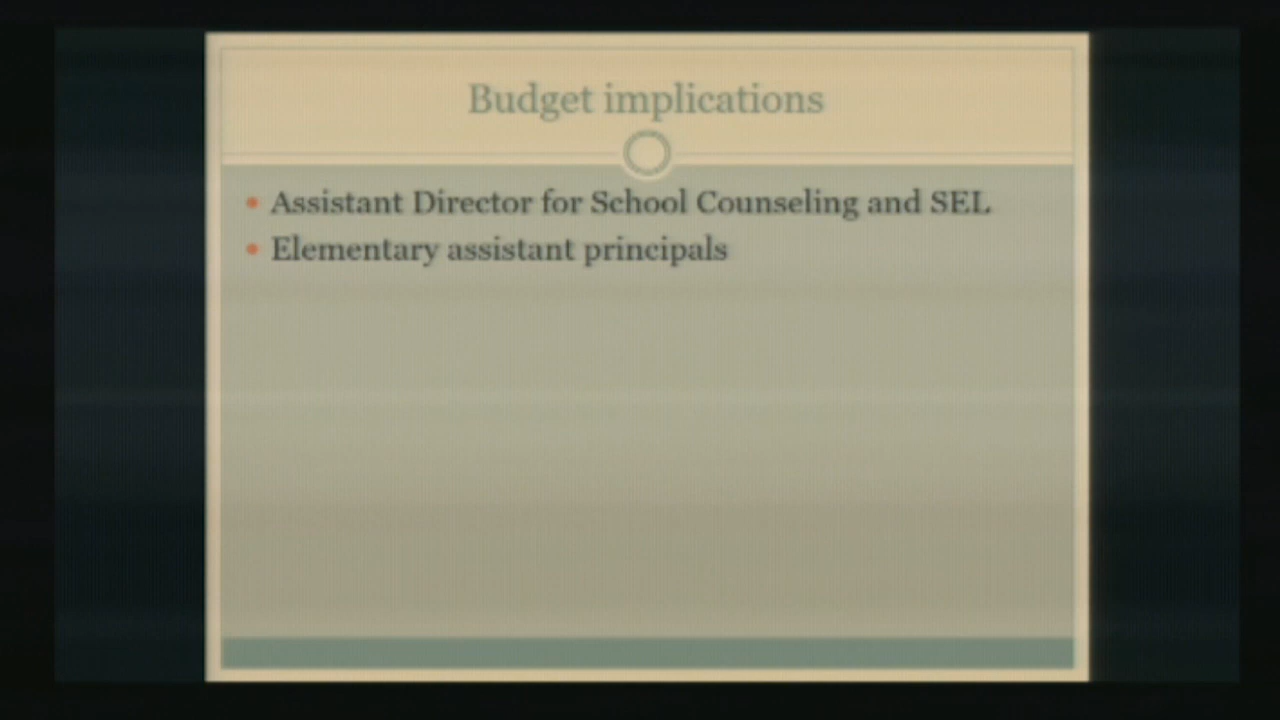 Budget implications
Assistant Director for School Counseling and SEL
Elementary assistant principals